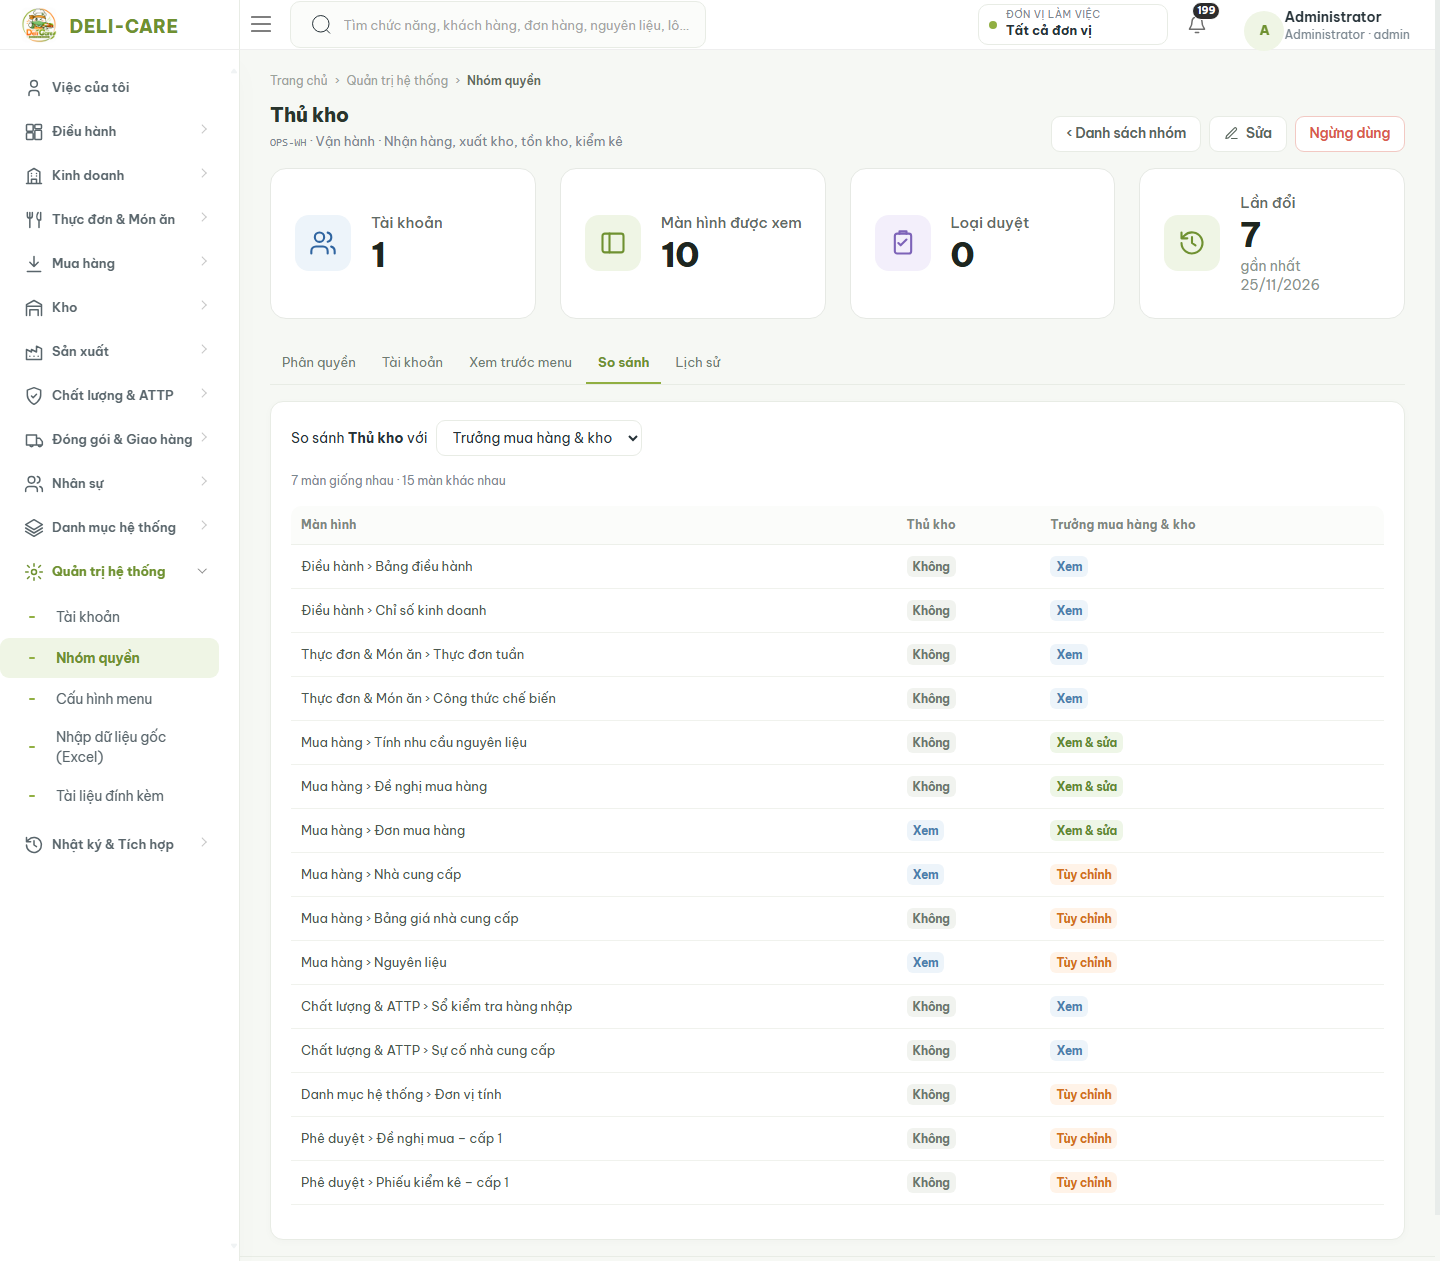 DELI-CARE
Tìm chức năng, khách hàng, đơn hàng, nguyên liệu, lô...
ĐƠN VỊ LÀM VIỆC
Tất cả đơn vị
199
A
Administrator
Administrator · admin
Việc của tôi
Điều hành
Kinh doanh
Thực đơn & Món ăn
Mua hàng
Kho
Sản xuất
Chất lượng & ATTP
Đóng gói & Giao hàng
Nhân sự
Danh mục hệ thống
Quản trị hệ thống
Tài khoản
Nhóm quyền
Cấu hình menu
Nhập dữ liệu gốc
(Excel)
Tài liệu đính kèm
Nhật ký & Tích hợp
Trang chủ › Quản trị hệ thống › Nhóm quyền
Thủ kho
OPS-WH · Vận hành · Nhận hàng, xuất kho, tồn kho, kiểm kê
‹ Danh sách nhóm
Sửa
Ngừng dùng
Tài khoản
1
Màn hình được xem
10
Loại duyệt
0
Lần đổi
7
gần nhất
25/11/2026
Phân quyền
Tài khoản
Xem trước menu
So sánh
Lịch sử
So sánh Thủ kho với
Trưởng mua hàng & kho
7 màn giống nhau · 15 màn khác nhau
Màn hình Thủ kho Trưởng mua hàng & kho
Điều hành › Bảng điều hành Không Xem
Điều hành › Chỉ số kinh doanh Không Xem
Thực đơn & Món ăn › Thực đơn tuần Không Xem
Thực đơn & Món ăn › Công thức chế biến Không Xem
Mua hàng › Tính nhu cầu nguyên liệu Không Xem & sửa
Mua hàng › Đề nghị mua hàng Không Xem & sửa
Mua hàng › Đơn mua hàng Xem Xem & sửa
Mua hàng › Nhà cung cấp Xem Tùy chỉnh
Mua hàng › Bảng giá nhà cung cấp Không Tùy chỉnh
Mua hàng › Nguyên liệu Xem Tùy chỉnh
Chất lượng & ATTP › Sổ kiểm tra hàng nhập Không Xem
Chất lượng & ATTP › Sự cố nhà cung cấp Không Xem
Danh mục hệ thống › Đơn vị tính Không Tùy chỉnh
Phê duyệt › Đề nghị mua – cấp 1 Không Tùy chỉnh
Phê duyệt › Phiếu kiểm kê – cấp 1 Không Tùy chỉnh